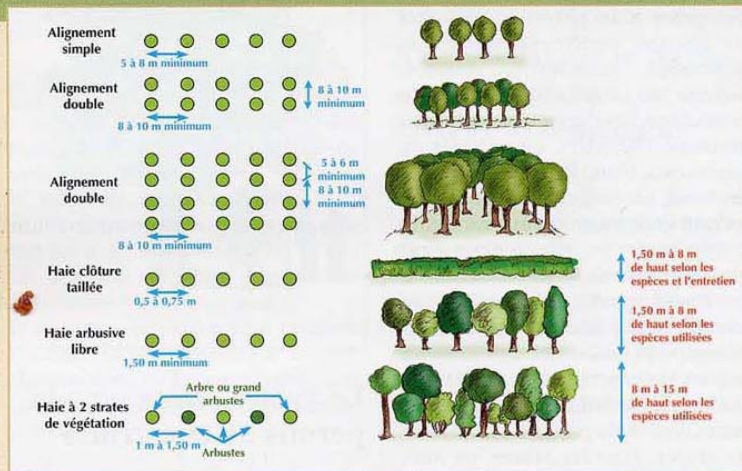 Alignement
simple
5 à 8 m minimum
Alignement
double
8 à 10 m
minimum
8 à 10 m minimum
Alignement
double
5 à 6 m
minimum
8 à 10 m
minimum
8 à 10 m minimum
Haie clôture
taillée
0,5 à 0,75 m
1,50 m à 8 m
de haut selon les
espèces et l'entretien
Haie arbusive
libre
1,50 m minimum
1,50 m à 8 m
de haut selon les
espèces utilisées
Haie à 2 strates
de végétation
Arbre ou grand
arbustes
1 m à 1,50 m
Arbustes
8 m à 15 m
de haut selon les
espèces utilisées